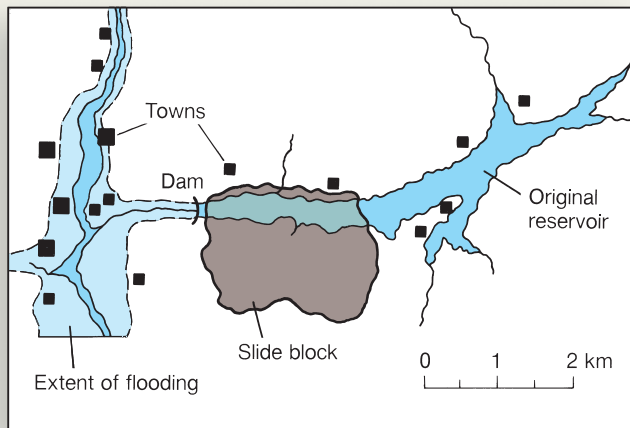 Towns
Dam
Original
reservoir
Slide block
Extent of flooding
0 1 2 km